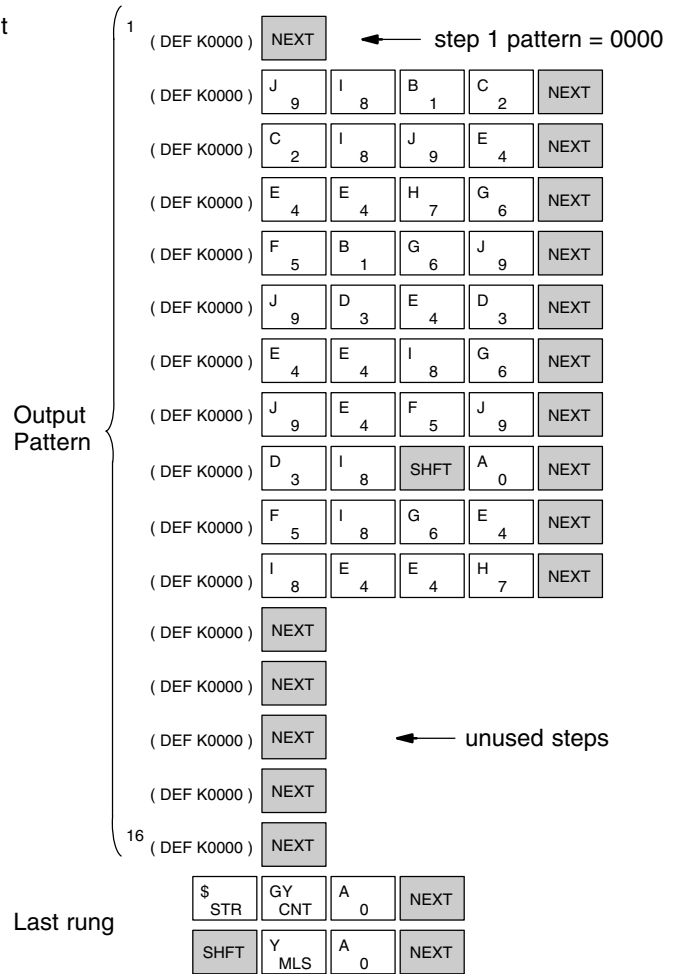 t
1 ( DEF K0000 ) NEXT step 1 pattern = 0000
( DEF K0000 ) J 9 I 8 B 1 C 2 NEXT
( DEF K0000 ) C 2 I 8 J 9 E 4 NEXT
( DEF K0000 ) E 4 E 4 H 7 G 6 NEXT
( DEF K0000 ) F 5 B 1 G 6 J 9 NEXT
( DEF K0000 ) J 9 D 3 E 4 D 3 NEXT
( DEF K0000 ) E 4 E 4 I 8 G 6 NEXT
Output
Pattern
( DEF K0000 ) J 9 E 4 F 5 J 9 NEXT
( DEF K0000 ) D 3 I 8 SHFT A 0 NEXT
( DEF K0000 ) F 5 I 8 G 6 E 4 NEXT
( DEF K0000 ) I 8 E 4 E 4 H 7 NEXT
( DEF K0000 ) NEXT
( DEF K0000 ) NEXT
( DEF K0000 ) NEXT unused steps
( DEF K0000 ) NEXT
16 ( DEF K0000 ) NEXT
Last rung
$ STR GY CNT A 0 NEXT
SHFT Y MLS A 0 NEXT